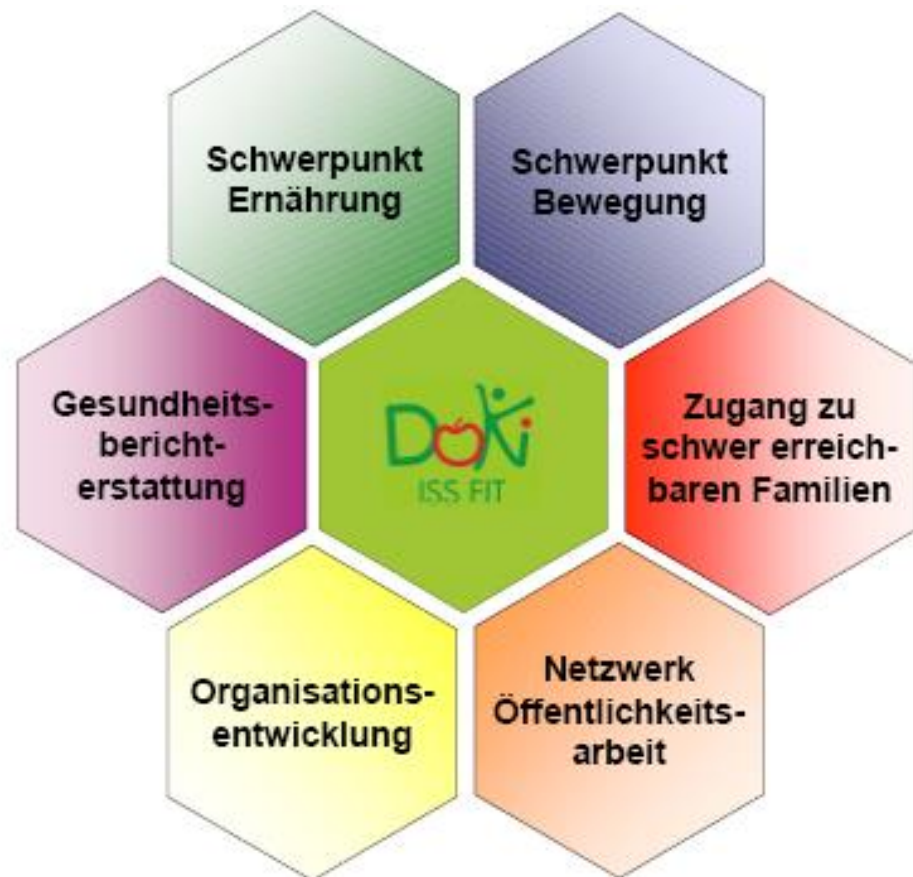 Schwerpunkt
Ernährung
Schwerpunkt
Bewegung
Gesundheits-
bericht-
erstattung
DoKi
ISS FIT
Zugang zu
schwer erreich-
baren Familien
Organisations-
entwicklung
Netzwerk
Öffentlichkeits-
arbeit